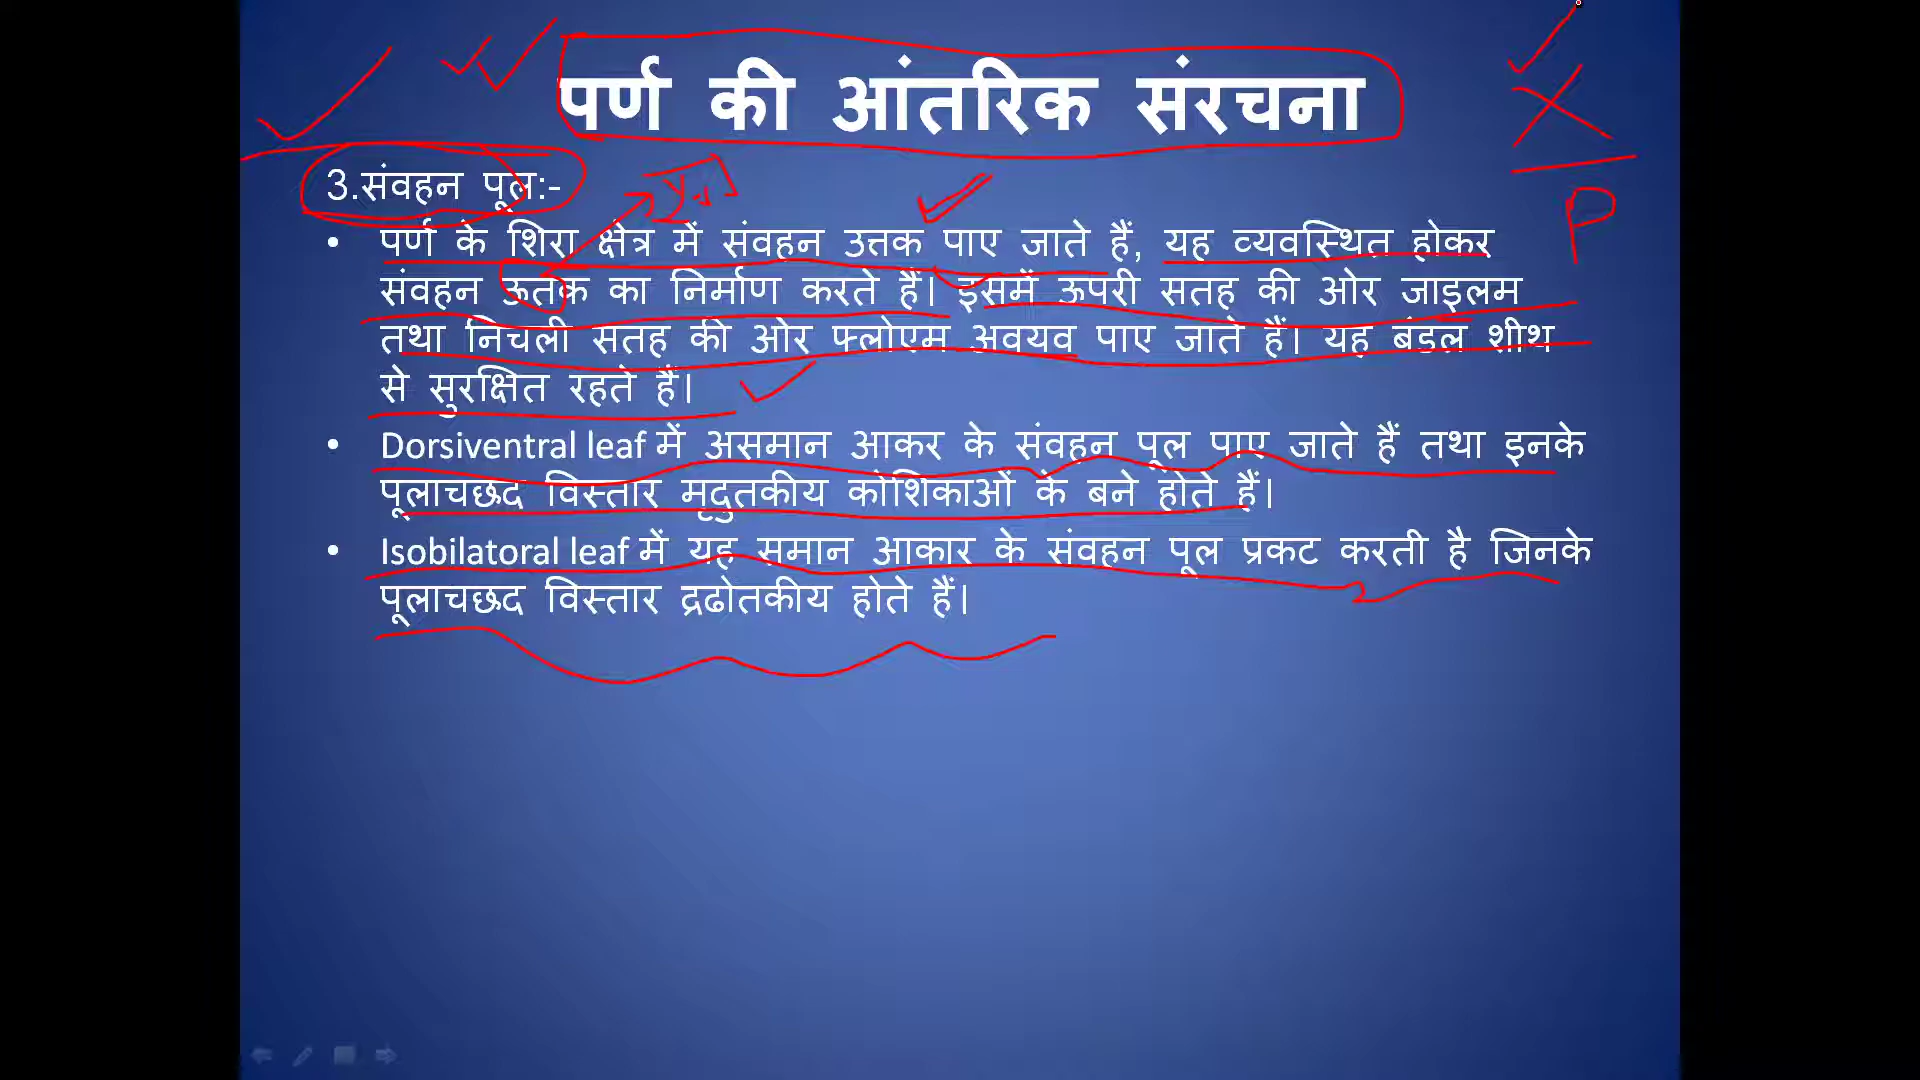 पर्ण की आंतरिक संरचना
3.संवहन पूल:-
• पर्ण के शिरा क्षेत्र में संवहन उत्तक पाए जाते हैं, यह व्यवस्थित होकर
संवहन ऊतक का निर्माण करते हैं। इसमें ऊपरी सतह की ओर जाइलम
तथा निचली सतह की ओर फ्लोएम अवयव पाए जाते हैं। यह बंडल शीथ
से सुरक्षित रहते हैं।
• Dorsiventral leaf में असमान आकर के संवहन पूल पाए जाते हैं तथा इनके
पूलाचछद विस्तार मृदुतकीय कोशिकाओं के बने होते हैं।
• Isobilatoral leaf में यह समान आकार के संवहन पूल प्रकट करती है जिनके
पूलाचछद विस्तार द्रढोतकीय होते हैं।
X
P